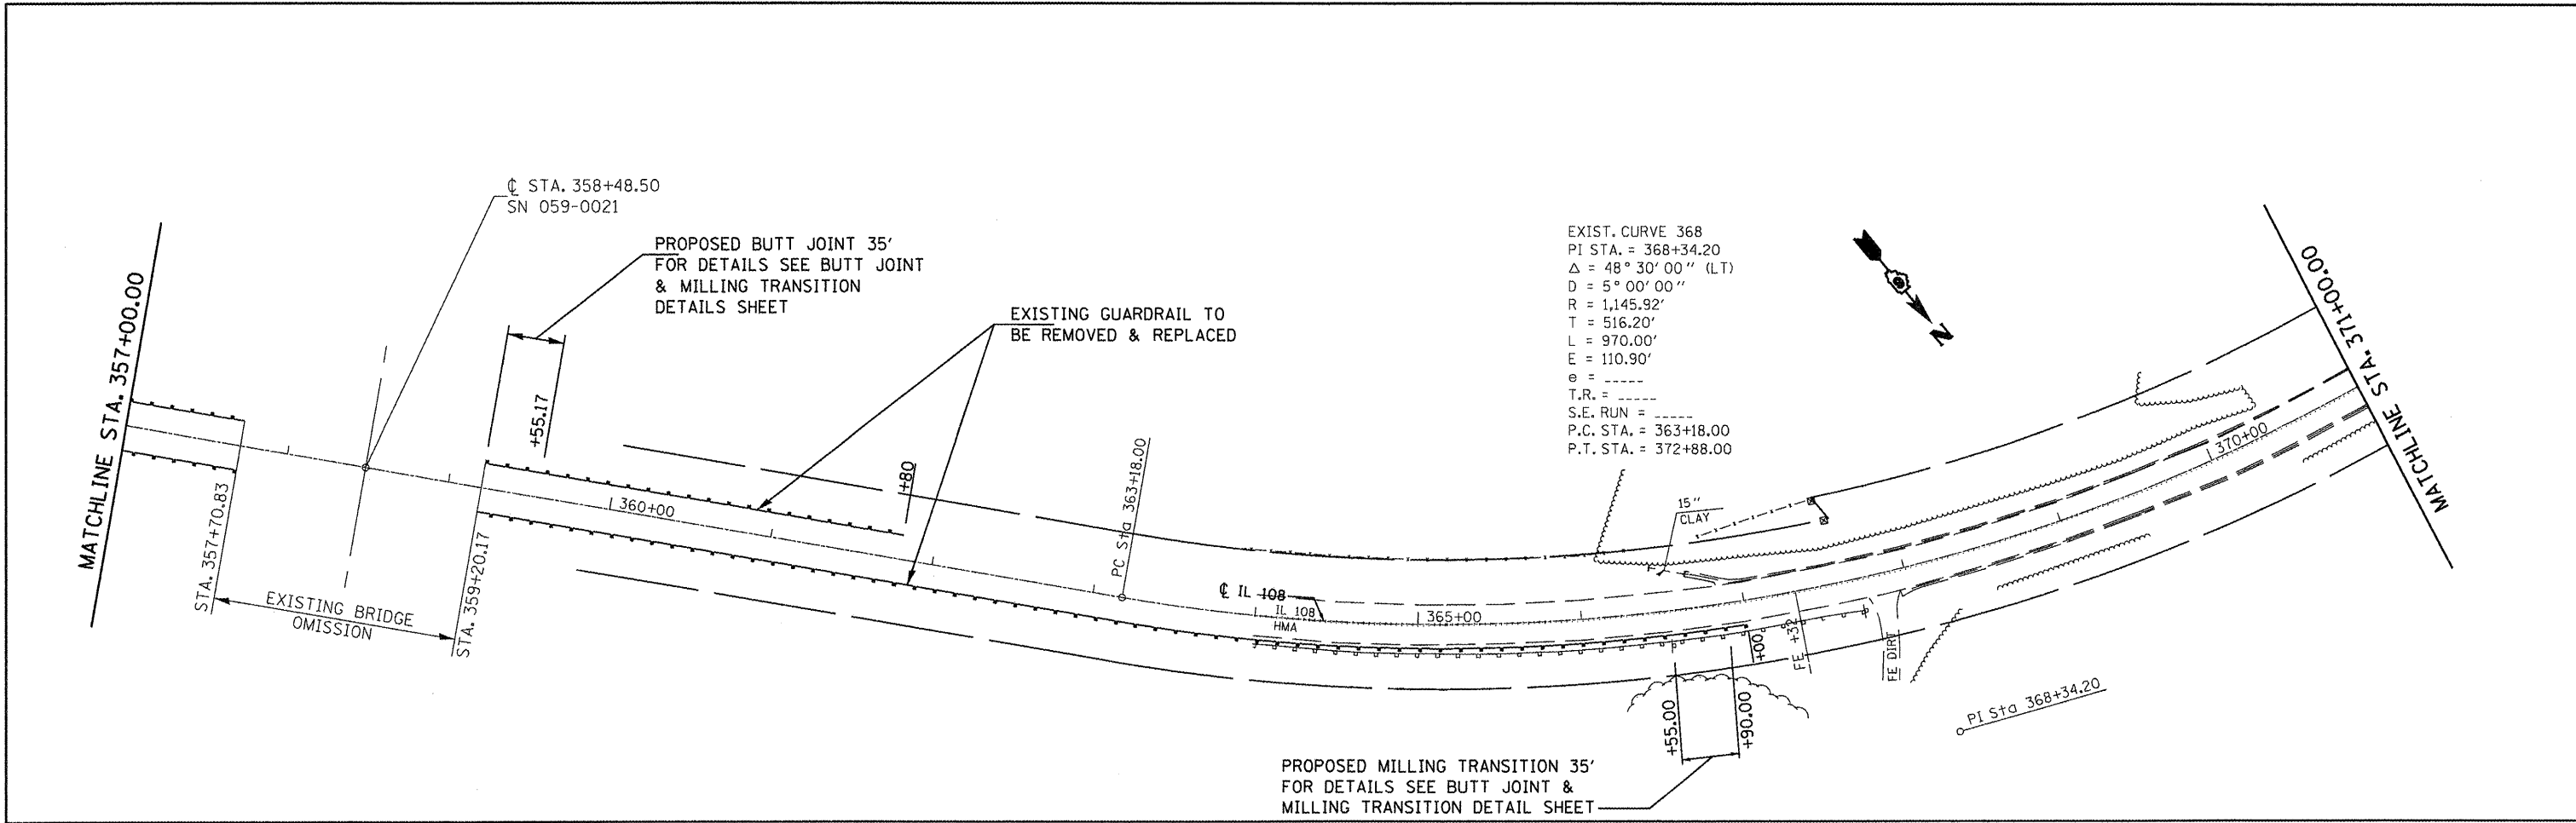 MATCHLINE STA. 357+00.00
STA. 357+70.83
EXISTING BRIDGE
OMISSION
STA. 359+20.17
℄ STA. 358+48.50
SN 059-0021
PROPOSED BUTT JOINT 35'
FOR DETAILS SEE BUTT JOINT
& MILLING TRANSITION
DETAILS SHEET
+55.17
360+00
EXISTING GUARDRAIL TO
BE REMOVED & REPLACED
+80
PC Sta 363+18.00
℄ IL 108
IL 108
HMA
365+00
EXIST. CURVE 368
PI STA. = 368+34.20
Δ = 48° 30' 00" (LT)
D = 5° 00' 00"
R = 1,145.92'
T = 516.20'
L = 970.00'
E = 110.90'
e = -----
T.R. = -----
S.E. RUN = -----
P.C. STA. = 363+18.00
P.T. STA. = 372+88.00
N
15"
CLAY
+55.00
+90.00
+00
FE +32
FE DIRT
PROPOSED MILLING TRANSITION 35'
FOR DETAILS SEE BUTT JOINT &
MILLING TRANSITION DETAIL SHEET
PI Sta 368+34.20
370+00
MATCHLINE STA. 371+00.00